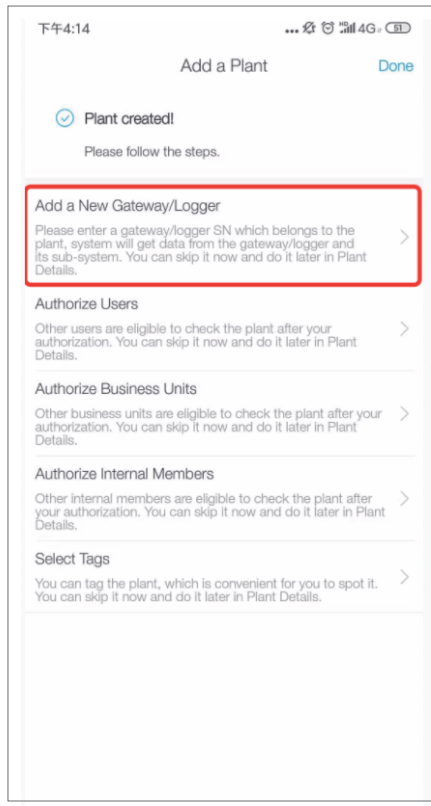 下午4:14
... HD 4G 51
Add a Plant
Done
Plant created!
Please follow the steps.
Add a New Gateway/Logger
Please enter a gateway/logger SN which belongs to the
plant, system will get data from the gateway/logger and
its sub-system. You can skip it now and do it later in Plant
Details.
Authorize Users
Other users are eligible to check the plant after your
authorization. You can skip it now and do it later in Plant
Details.
Authorize Business Units
Other business units are eligible to check the plant after your
authorization. You can skip it now and do it later in Plant
Details.
Authorize Internal Members
Other internal members are eligible to check the plant after
your authorization. You can skip it now and do it later in Plant
Details.
Select Tags
You can tag the plant, which is convenient for you to spot it.
You can skip it now and do it later in Plant Details.